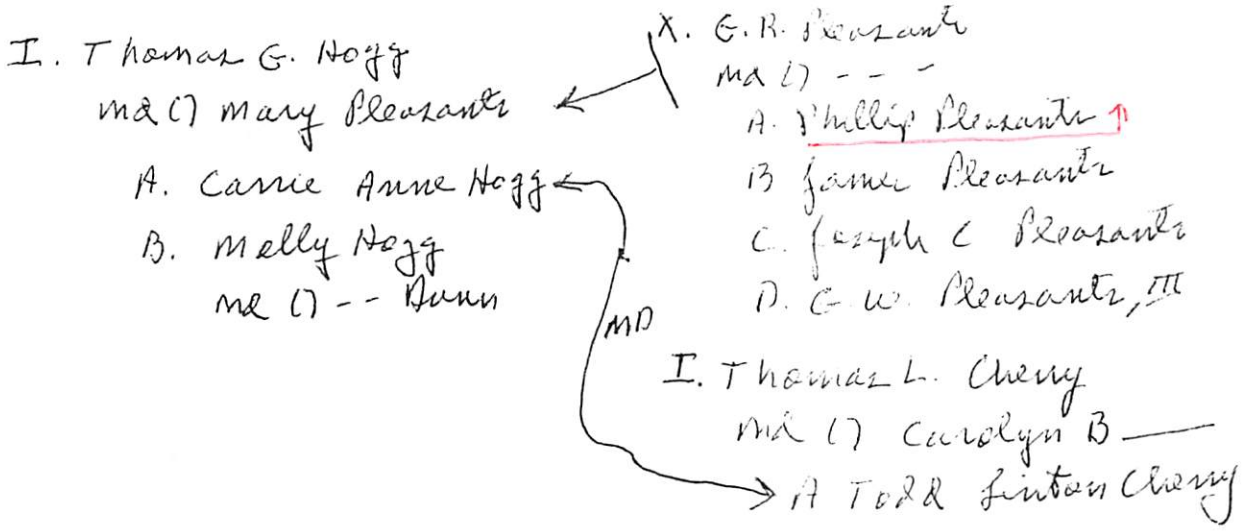 I. Thomas G. Hogg
md () Mary Pleasants
A. Carrie Anne Hogg
B. Molly Hogg
md () -- Dunn
X. G.R. Pleasants
md () - - -
A. Phillip Pleasants
B James Pleasants
C. Joseph C Pleasants
D. G.W. Pleasants, III
MD
I. Thomas L. Cherry
md () Carolyn B ——
A Todd Linton Cherry